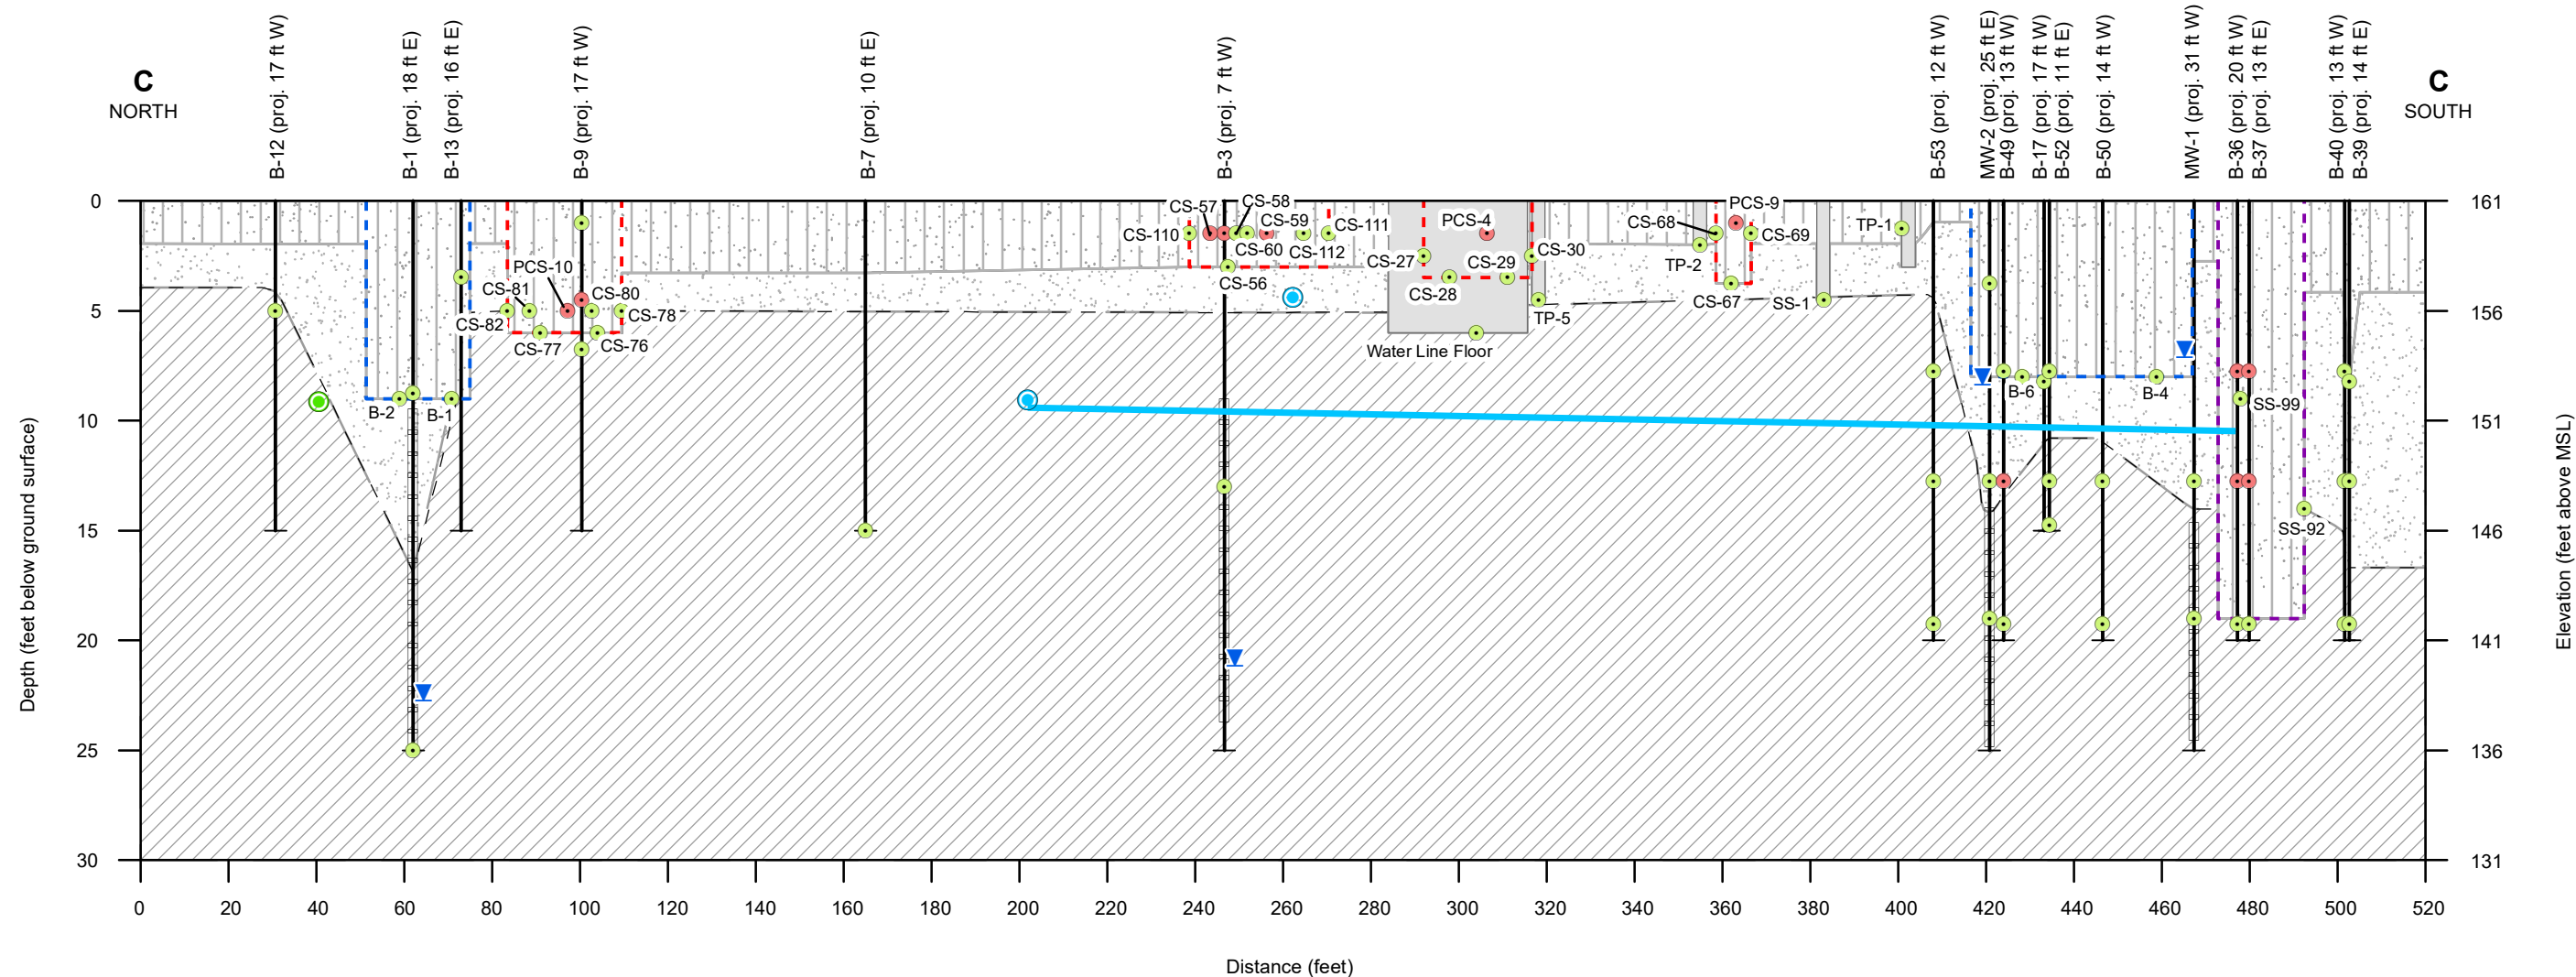 B-12 (proj. 17 ft W)
B-1 (proj. 18 ft E)
B-13 (proj. 16 ft E)
B-9 (proj. 17 ft W)
B-7 (proj. 10 ft E)
B-3 (proj. 7 ft W)
B-53 (proj. 12 ft W)
MW-2 (proj. 25 ft E)
B-49 (proj. 13 ft W)
B-17 (proj. 17 ft W)
B-52 (proj. 11 ft E)
B-50 (proj. 14 ft W)
MW-1 (proj. 31 ft W)
B-36 (proj. 20 ft W)
B-37 (proj. 13 ft E)
B-40 (proj. 13 ft W)
B-39 (proj. 14 ft E)
C
NORTH
C
SOUTH
Depth (feet below ground surface)
0
5
10
15
20
25
30
PCS-10
CS-81
CS-80
CS-82
CS-78
CS-77
CS-76
B-2
B-1
CS-57
CS-58
CS-59
CS-111
CS-110
CS-60
CS-112
CS-56
PCS-4
CS-27
CS-29
CS-30
CS-28
TP-5
Water Line Floor
PCS-9
CS-68
CS-69
TP-2
CS-67
SS-1
TP-1
B-6
B-4
SS-99
SS-92
161
156
151
146
141
136
131
Elevation (feet above MSL)
0
20
40
60
80
100
120
140
160
180
200
220
240
260
280
300
320
340
360
380
400
420
440
460
480
500
520
Distance (feet)